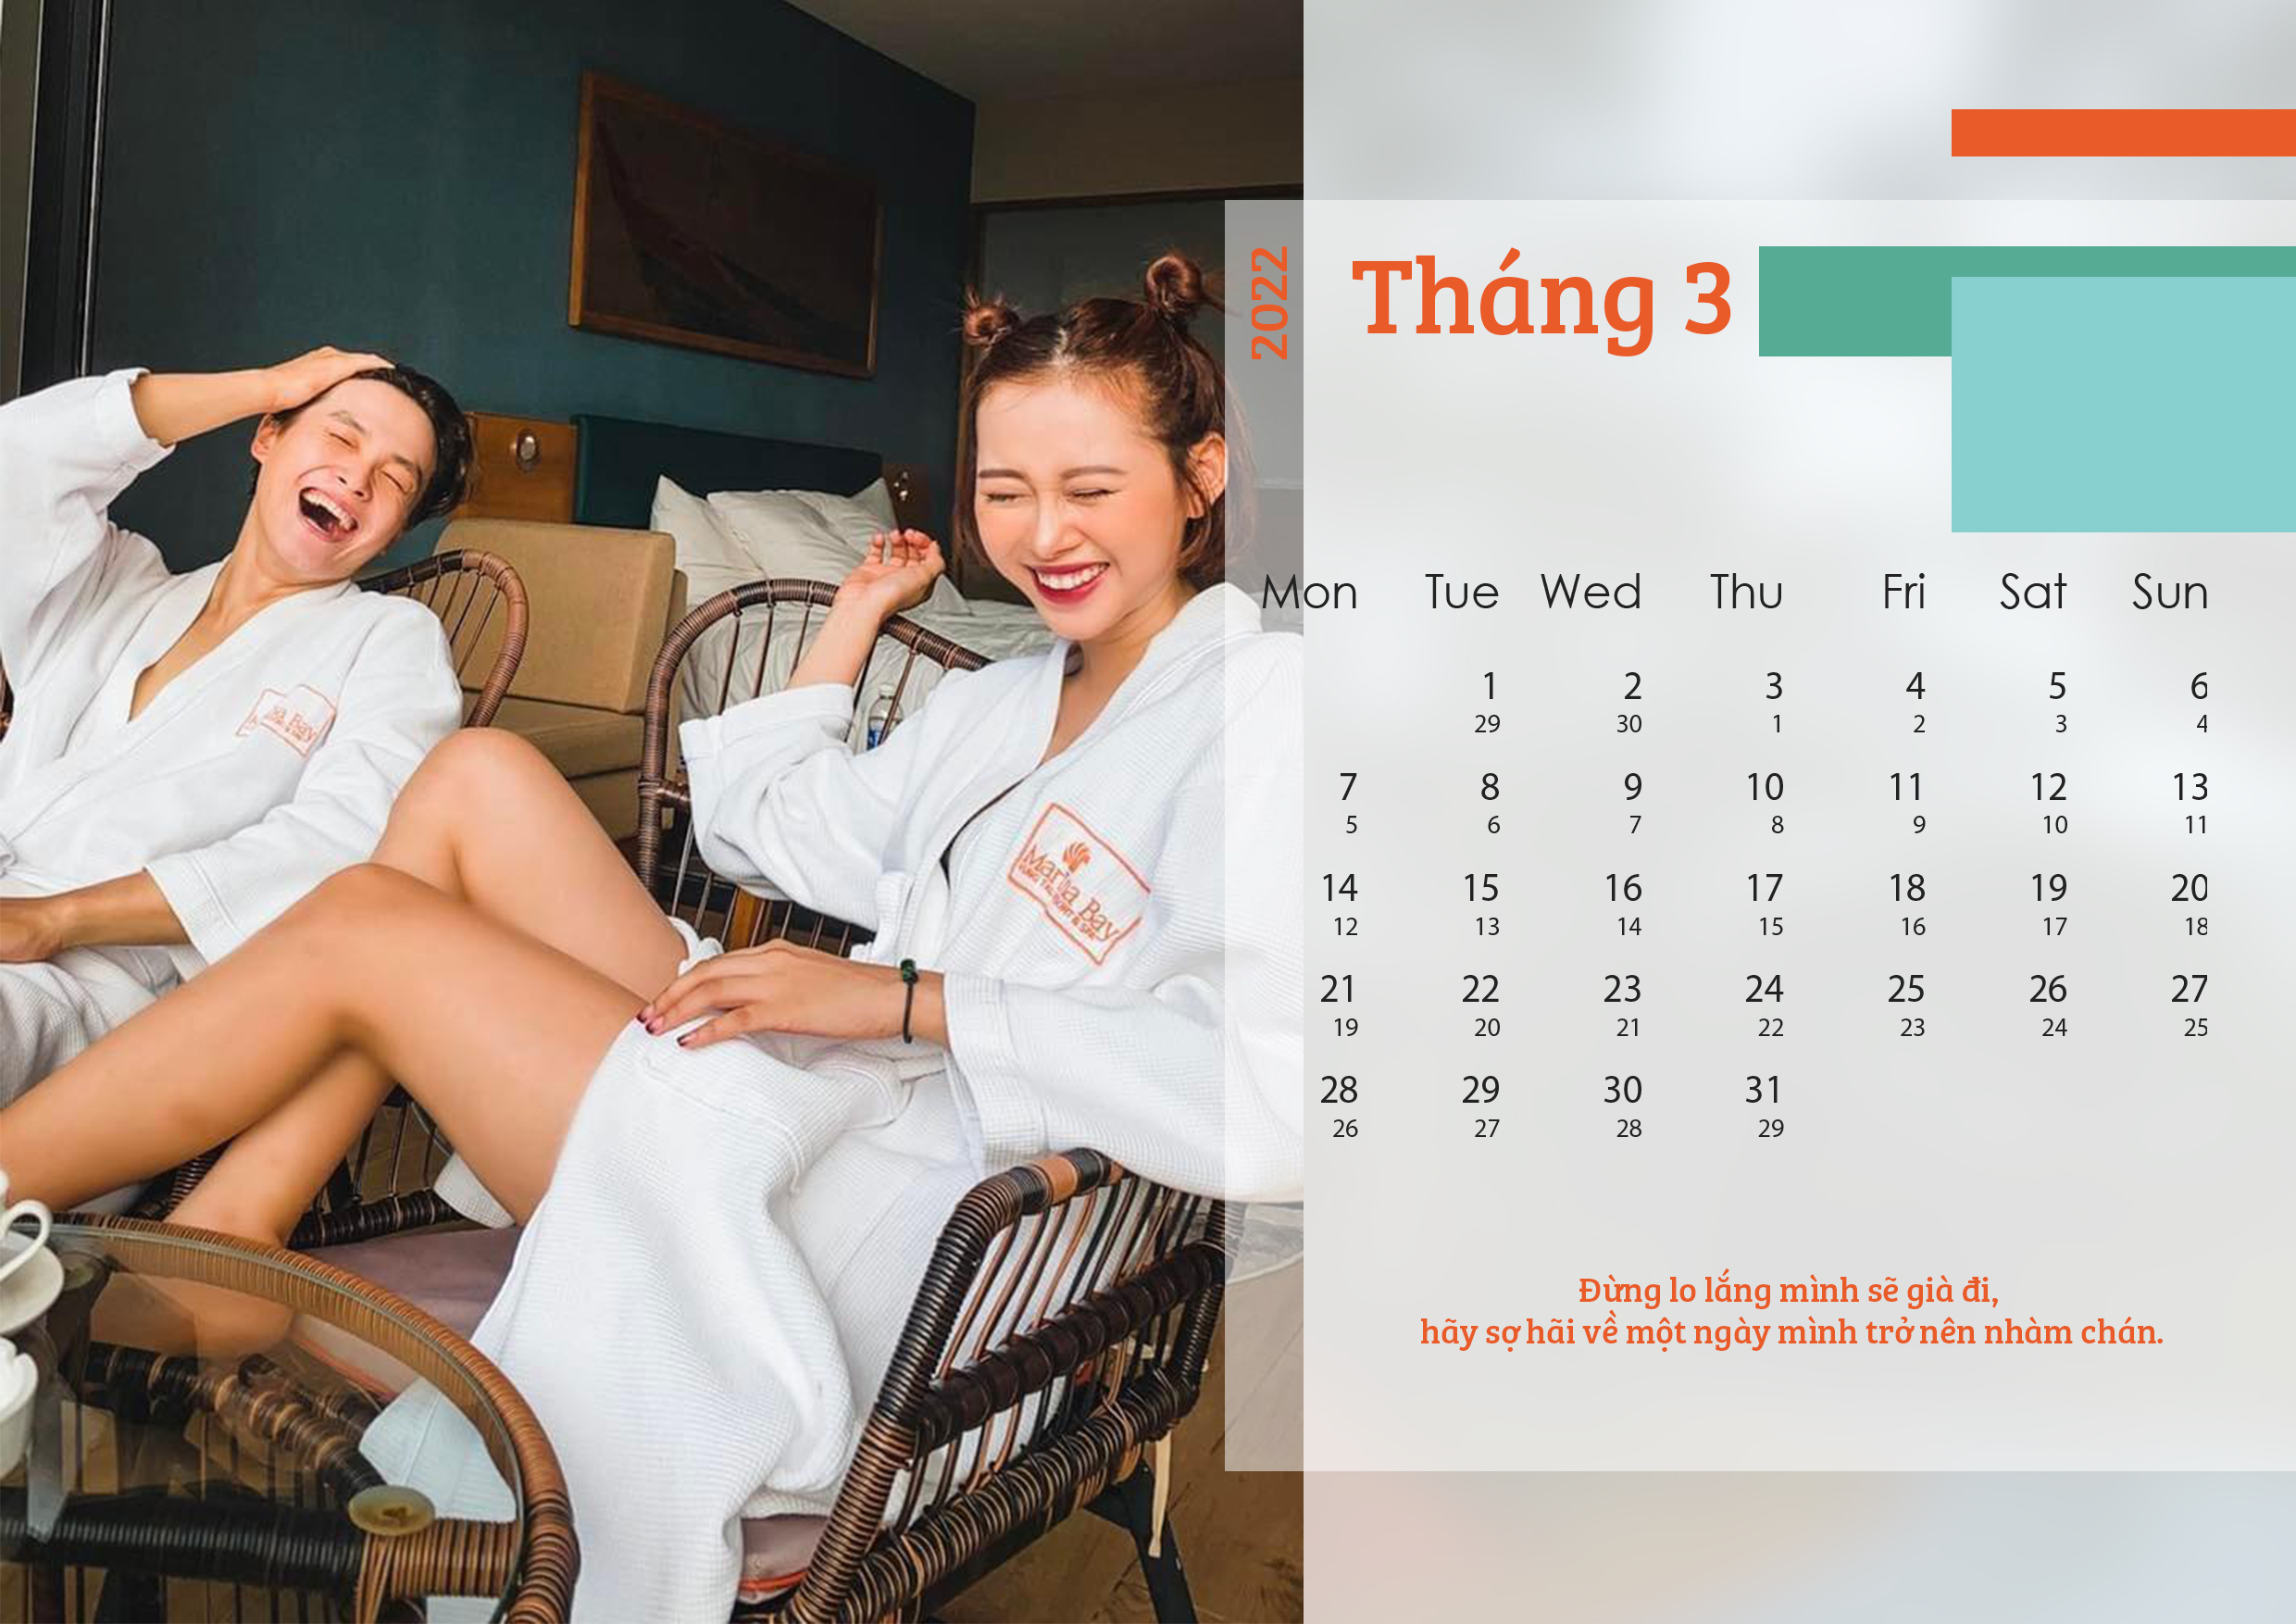 2022
Tháng 3
Mon Tue Wed Thu Fri Sat Sun
1 2 3 4 5 6
29 30 1 2 3 4
7 8 9 10 11 12 13
5 6 7 8 9 10 11
14 15 16 17 18 19 20
12 13 14 15 16 17 18
21 22 23 24 25 26 27
19 20 21 22 23 24 25
28 29 30 31
26 27 28 29
Đừng lo lắng mình sẽ già đi,
hãy sợ hãi về một ngày mình trở nên nhàm chán.
Bay
Maria Bay